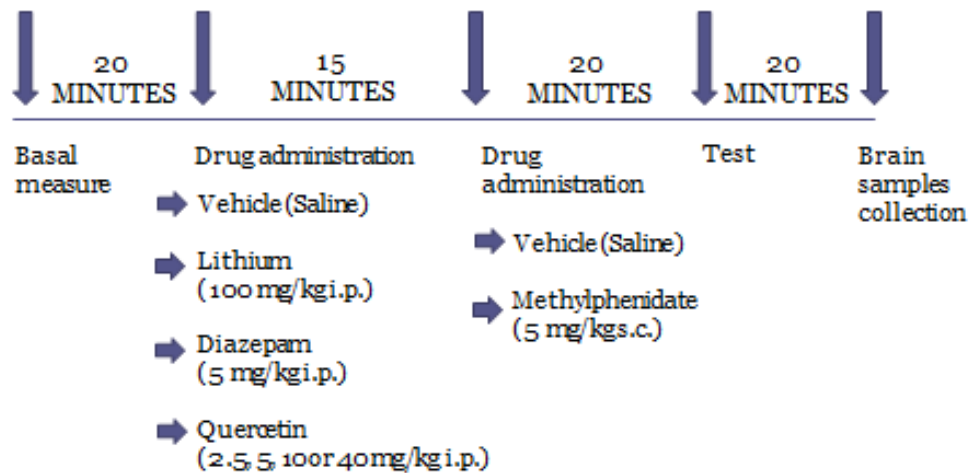 20
MINUTES
15
MINUTES
20
MINUTES
20
MINUTES
Basal
measure
Drug administration
Vehicle (Saline)
Lithium
(100 mg/kg i.p.)
Diazepam
(5 mg/kg i.p.)
Quercetin
(2.5, 5, 10 or 40 mg/kg i.p.)
Drug
administration
Vehicle (Saline)
Methylphenidate
(5 mg/kg s.c.)
Test
Brain
samples
collection